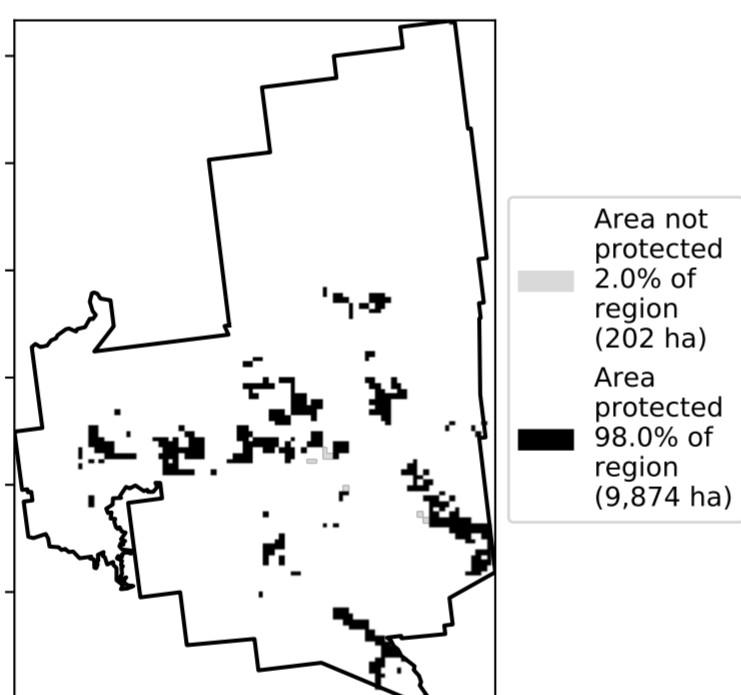 Area not
protected
2.0% of
region
(202 ha)
Area
protected
98.0% of
region
(9,874 ha)